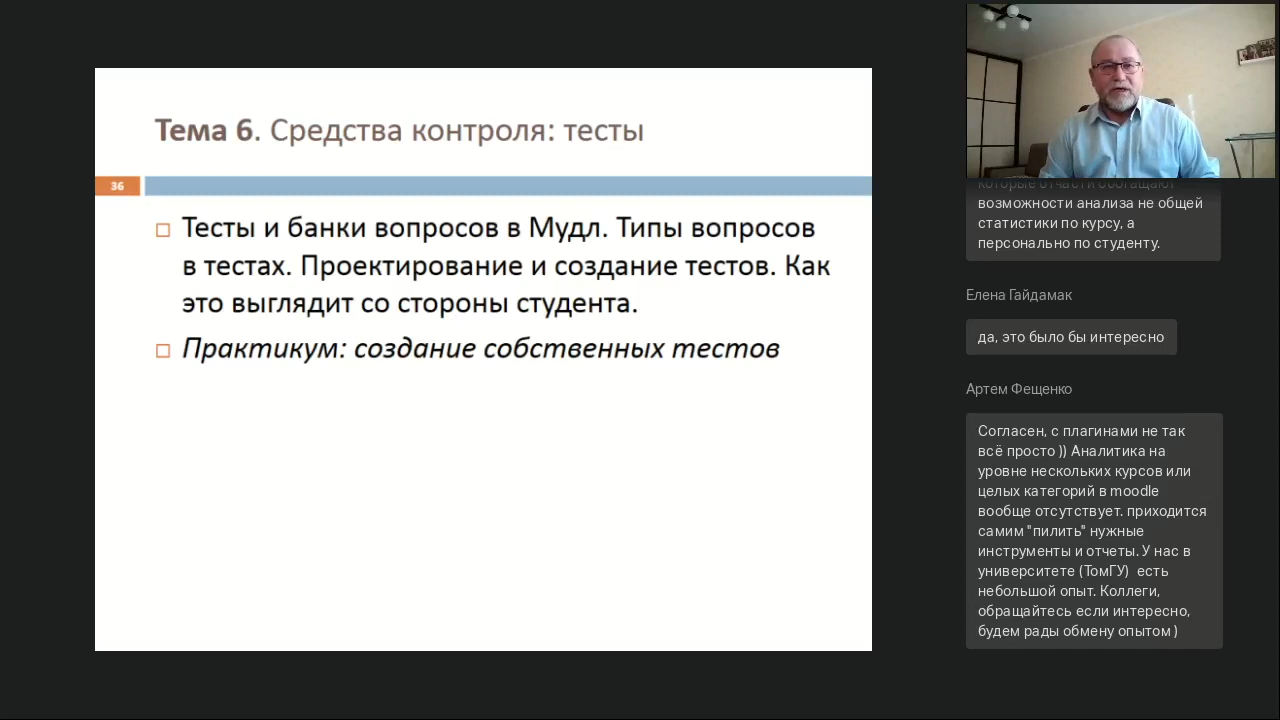 Тема 6. Средства контроля: тесты
36
Тесты и банки вопросов в Мудл. Типы вопросов
в тестах. Проектирование и создание тестов. Как
это выглядит со стороны студента.
Практикум: создание собственных тестов
которые отчасти обогащают
возможности анализа не общей
статистики по курсу, а
персонально по студенту.
Елена Гайдамак
да, это было бы интересно
Артем Фещенко
Согласен, с плагинами не так
всё просто )) Аналитика на
уровне нескольких курсов или
целых категорий в moodle
вообще отсутствует. приходится
самим "пилить" нужные
инструменты и отчеты. У нас в
университете (ТомГУ) есть
небольшой опыт. Коллеги,
обращайтесь если интересно,
будем рады обмену опытом )